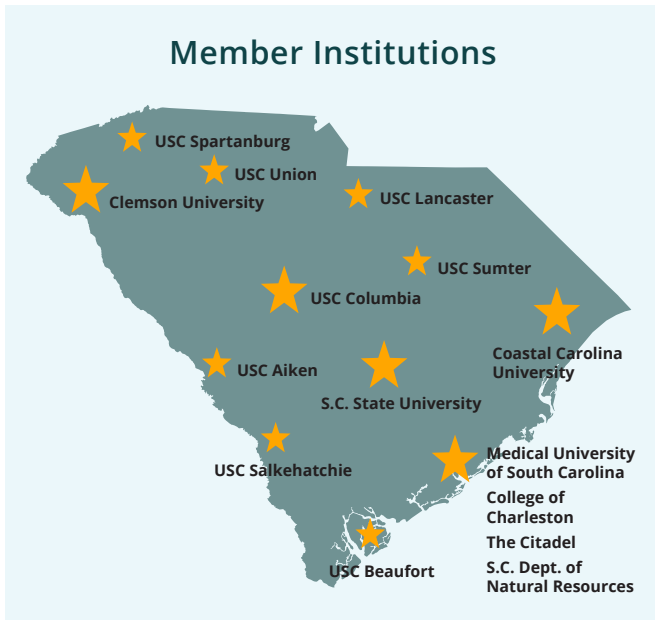 Member Institutions
USC Spartanburg
USC Union
Clemson University
USC Lancaster
USC Sumter
USC Columbia
Coastal Carolina
University
USC Aiken
S.C. State University
Medical University
of South Carolina
USC Salkehatchie
College of
Charleston
The Citadel
S.C. Dept. of
Natural Resources
USC Beaufort